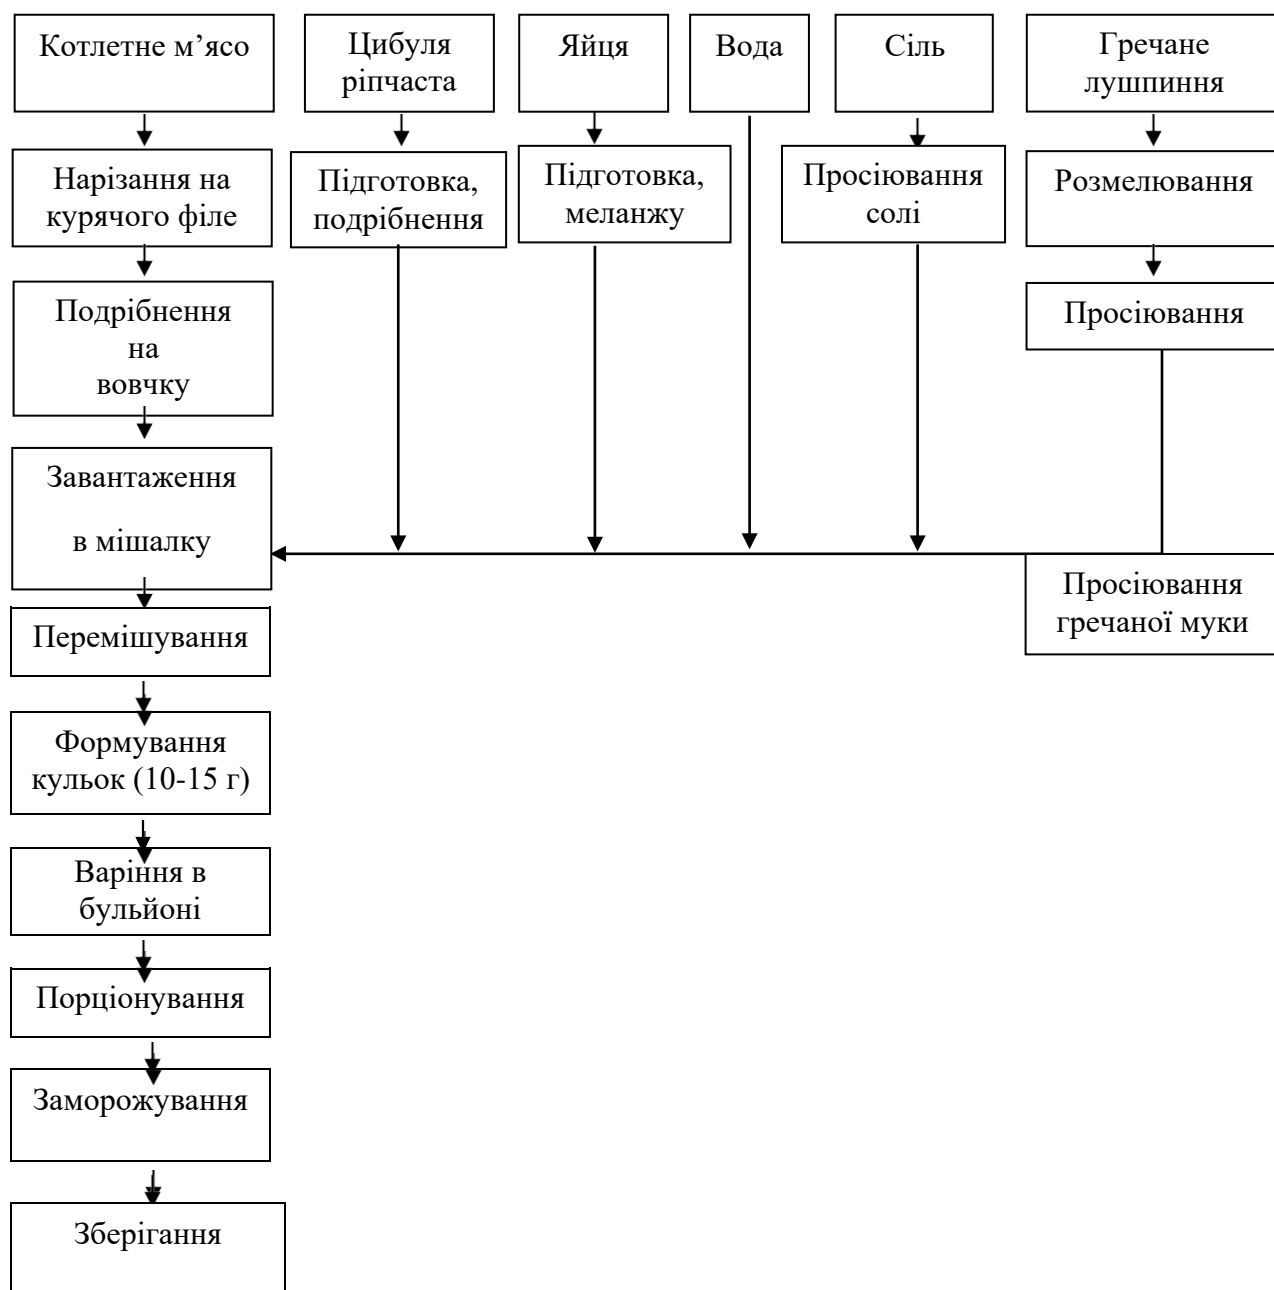 Котлетне м’ясо
Цибуля
ріпчаста
Яйця
Вода
Сіль
Гречане
лушпиння
Нарізання на
курячого філе
Підготовка,
подрібнення
Підготовка,
меланжу
Просіювання
солі
Розмелювання
Подрібнення
на
вовчку
Просіювання
Завантаження
в мішалку
Просіювання
гречаної муки
Перемішування
Формування
кульок (10-15 г)
Варіння в
бульйоні
Порціонування
Заморожування
Зберігання